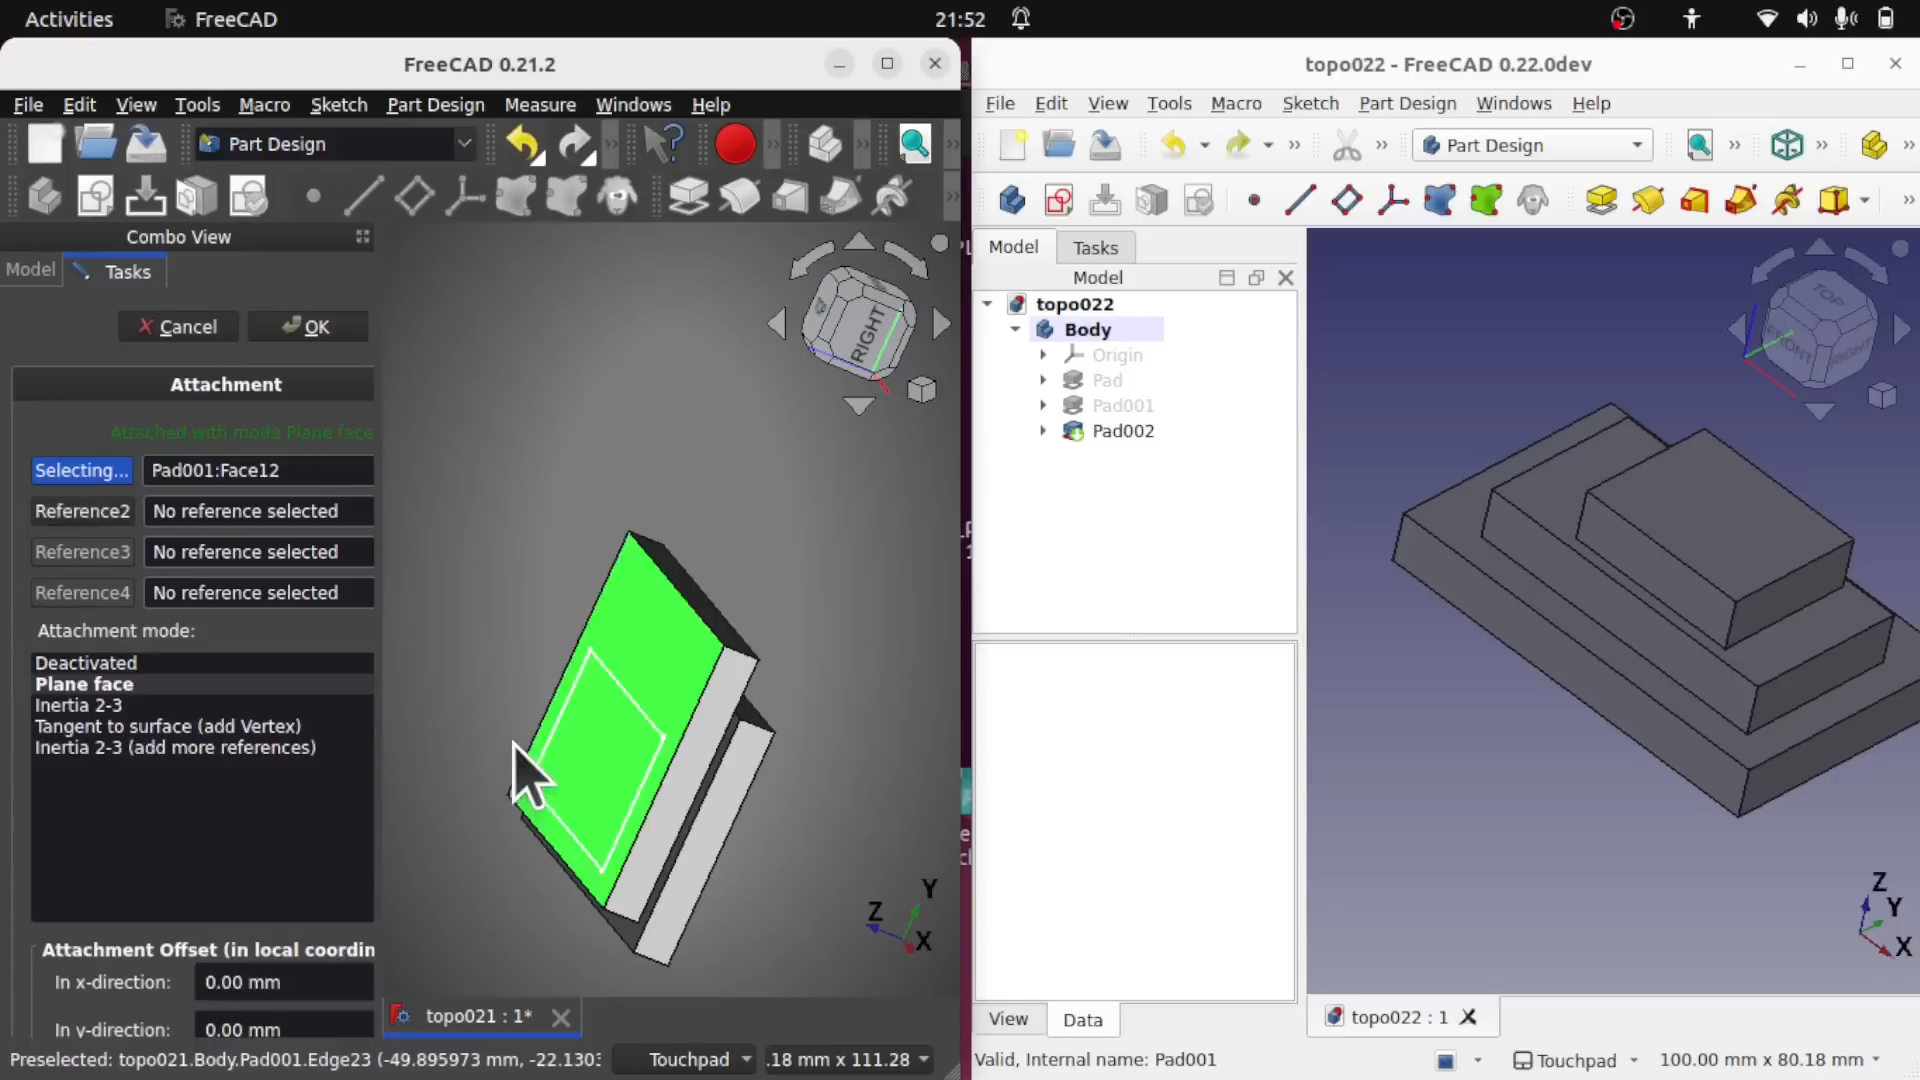 Activities
FreeCAD
21:52
FreeCAD 0.21.2
File Edit View Tools Macro Sketch Part Design Measure Windows Help
Part Design
Combo View
Model
Tasks
Cancel
OK
Attachment
Attached with mode Plane face
Selecting... Pad001:Face12
Reference2 No reference selected
Reference3 No reference selected
Reference4 No reference selected
Attachment mode:
Deactivated
Plane face
Inertia 2-3
Tangent to surface (add Vertex)
Inertia 2-3 (add more references)
Attachment Offset (in local coordin
In x-direction: 0.00 mm
In y-direction: 0.00 mm
RIGHT
Y
Z
X
topo021 : 1*
Preselected: topo021.Body.Pad001.Edge23 (-49.895973 mm, -22.1303
Touchpad
.18 mm x 111.28
topo022 - FreeCAD 0.22.0dev
File Edit View Tools Macro Sketch Part Design Windows Help
Part Design
Model
Tasks
Model
topo022
Body
Origin
Pad
Pad001
Pad002
View
Data
TOP
FRONT
RIGHT
Z
Y
X
topo022 : 1
Valid, Internal name: Pad001
Touchpad
100.00 mm x 80.18 mm